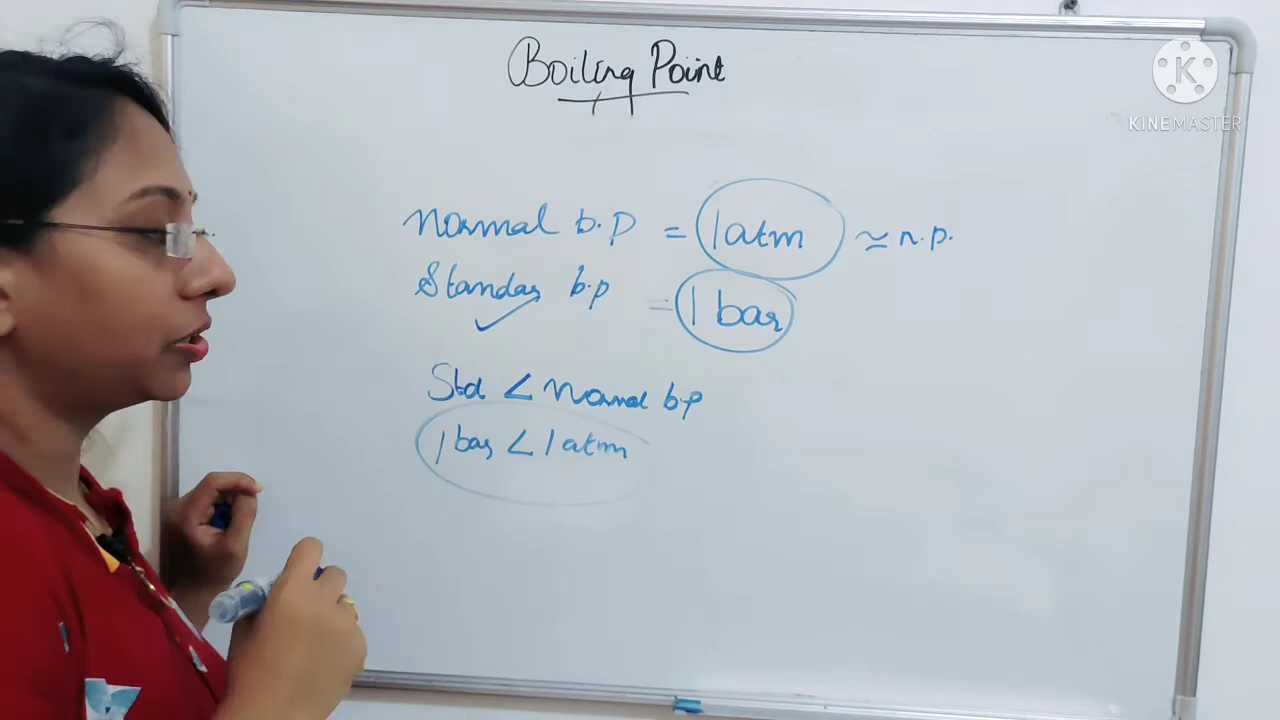 Boiling Point
K
KINEMASTER
Normal b.p = 1 atm ≃ n.p.
Standar b.p = 1 bar
Std < Normal b.p
1 bar < 1 atm